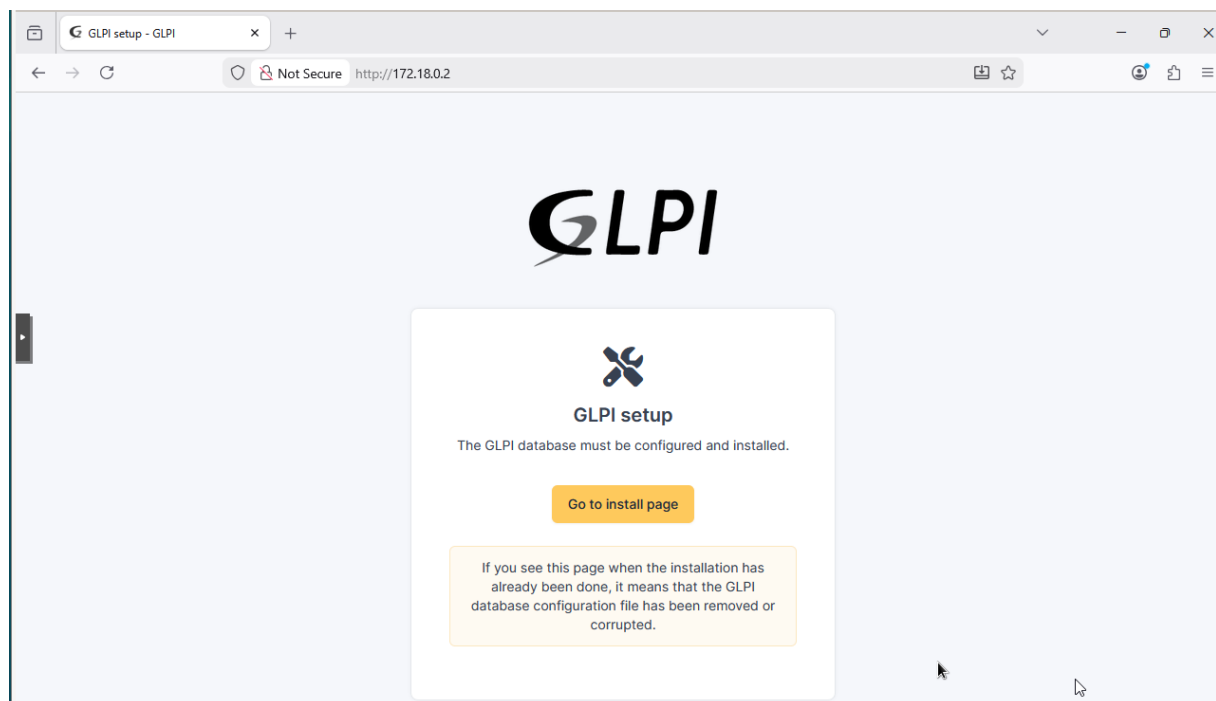 GLPI setup - GLPI
Not Secure http://172.18.0.2
GLPI
GLPI setup
The GLPI database must be configured and installed.
Go to install page
If you see this page when the installation has
already been done, it means that the GLPI
database configuration file has been removed or
corrupted.